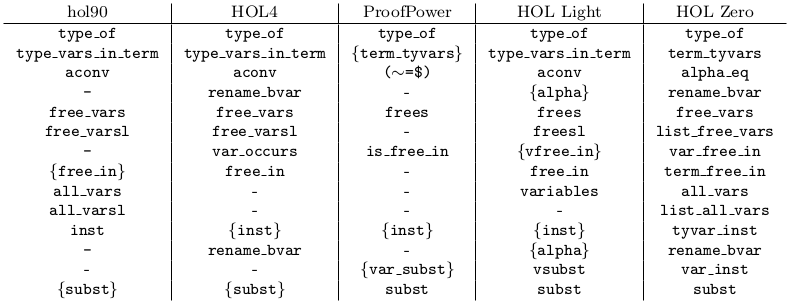 hol90 HOL4 ProofPower HOL Light HOL Zero
type_of type_of type_of type_of type_of
type_vars_in_term type_vars_in_term {term_tyvars} type_vars_in_term term_tyvars
aconv aconv (~=$) aconv alpha_eq
- rename_bvar - {alpha} rename_bvar
free_vars free_vars frees frees free_vars
free_varsl free_varsl - freesl list_free_vars
- var_occurs is_free_in {vfree_in} var_free_in
{free_in} free_in - free_in term_free_in
all_vars - - variables all_vars
all_varsl - - - list_all_vars
inst {inst} {inst} {inst} tyvar_inst
- rename_bvar - {alpha} rename_bvar
- - {var_subst} vsubst var_inst
{subst} {subst} subst subst subst